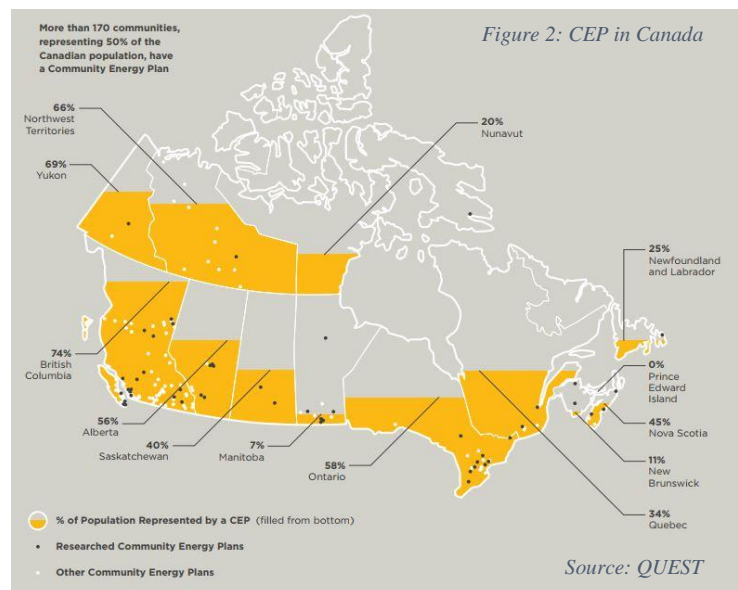 More than 170 communities,
representing 50% of the
Canadian population, have
a Community Energy Plan
Figure 2: CEP in Canada
66%
Northwest
Territories
20%
Nunavut
69%
Yukon
25%
Newfoundland
and Labrador
74%
British
Columbia
0%
Prince
Edward
Island
56%
Alberta
40%
Saskatchewan
7%
Manitoba
58%
Ontario
45%
Nova Scotia
11%
New
Brunswick
34%
Quebec
% of Population Represented by a CEP (filled from bottom)
Researched Community Energy Plans
Other Community Energy Plans
Source: QUEST